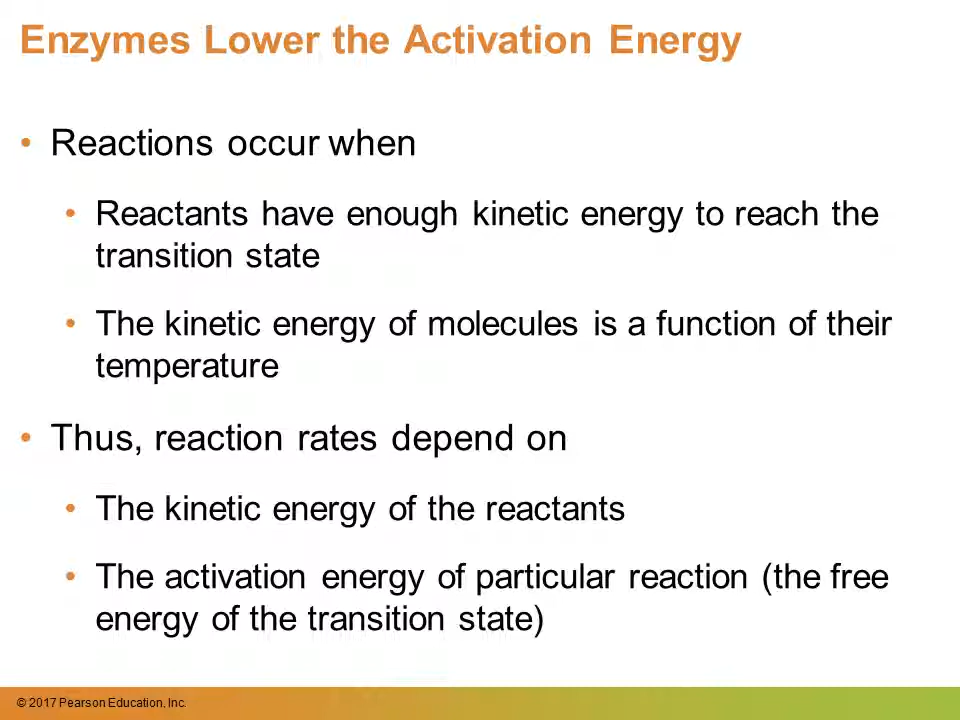 Enzymes Lower the Activation Energy
• Reactions occur when
• Reactants have enough kinetic energy to reach the
transition state
• The kinetic energy of molecules is a function of their
temperature
• Thus, reaction rates depend on
• The kinetic energy of the reactants
• The activation energy of particular reaction (the free
energy of the transition state)
© 2017 Pearson Education, Inc.